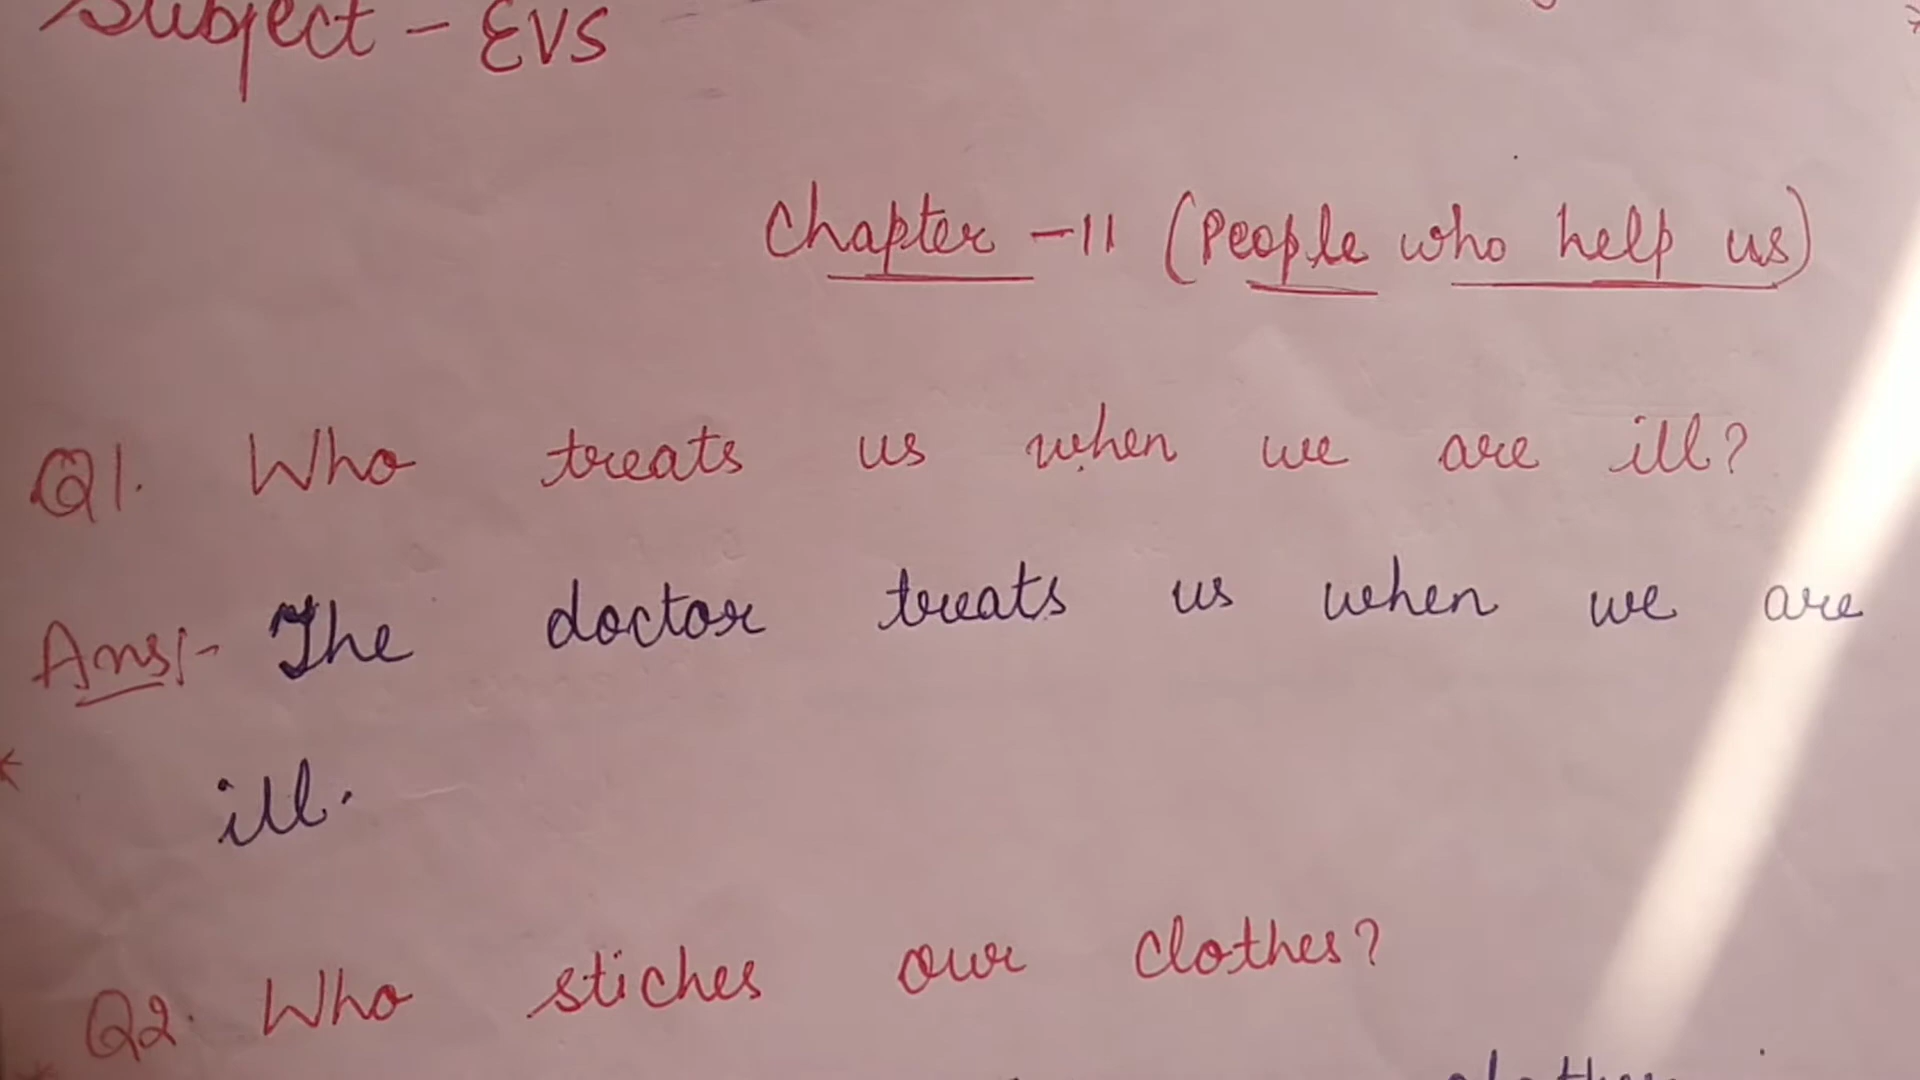 Subject - EVS
Chapter - 11 (People who help us)
Q1. Who treats us when we are ill?
Ans:- The doctor treats us when we are
ill.
Q2. Who stiches our clothes?